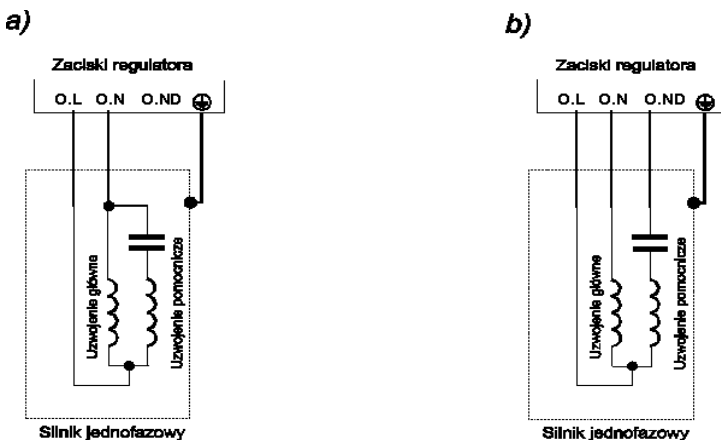 a)
Zaciski regulatora
O.L O.N O.ND
Uzwojenie główne
Uzwojenie pomocnicze
Silnik jednofazowy
b)
Zaciski regulatora
O.L O.N O.ND
Uzwojenie główne
Uzwojenie pomocnicze
Silnik jednofazowy